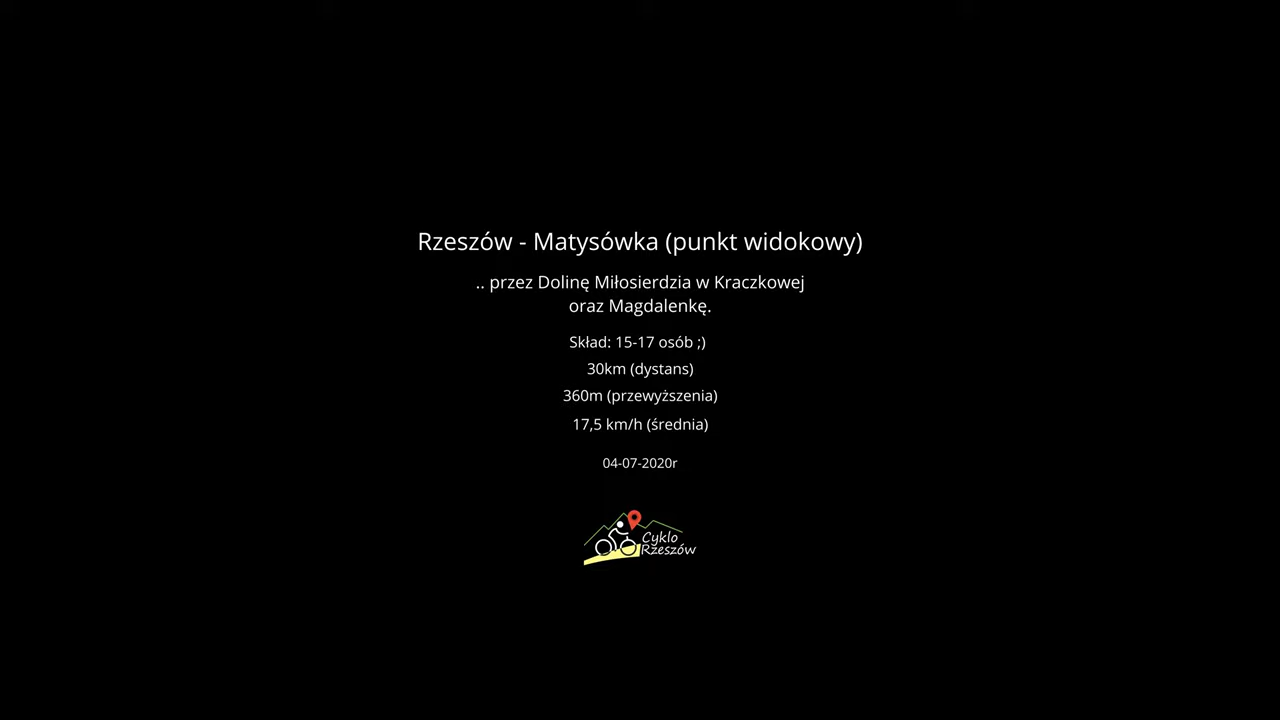 Rzeszów - Matysówka (punkt widokowy)
.. przez Dolinę Miłosierdzia w Kraczkowej
oraz Magdalenkę.
Skład: 15-17 osób ;)
30km (dystans)
360m (przewyższenia)
17,5 km/h (średnia)
04-07-2020r
Cyklo
Rzeszów